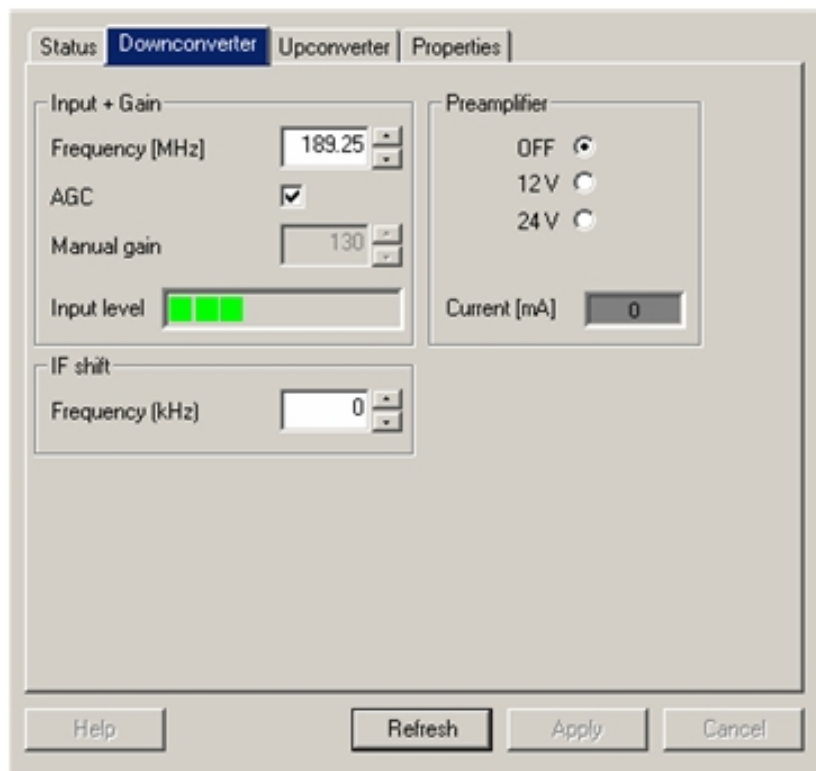 Status Downconverter Upconverter Properties
Input + Gain
Frequency [MHz] 189.25
AGC
Manual gain 130
Input level
Preamplifier
OFF
12 V
24 V
Current [mA] 0
IF shift
Frequency (kHz) 0
Help Refresh Apply Cancel